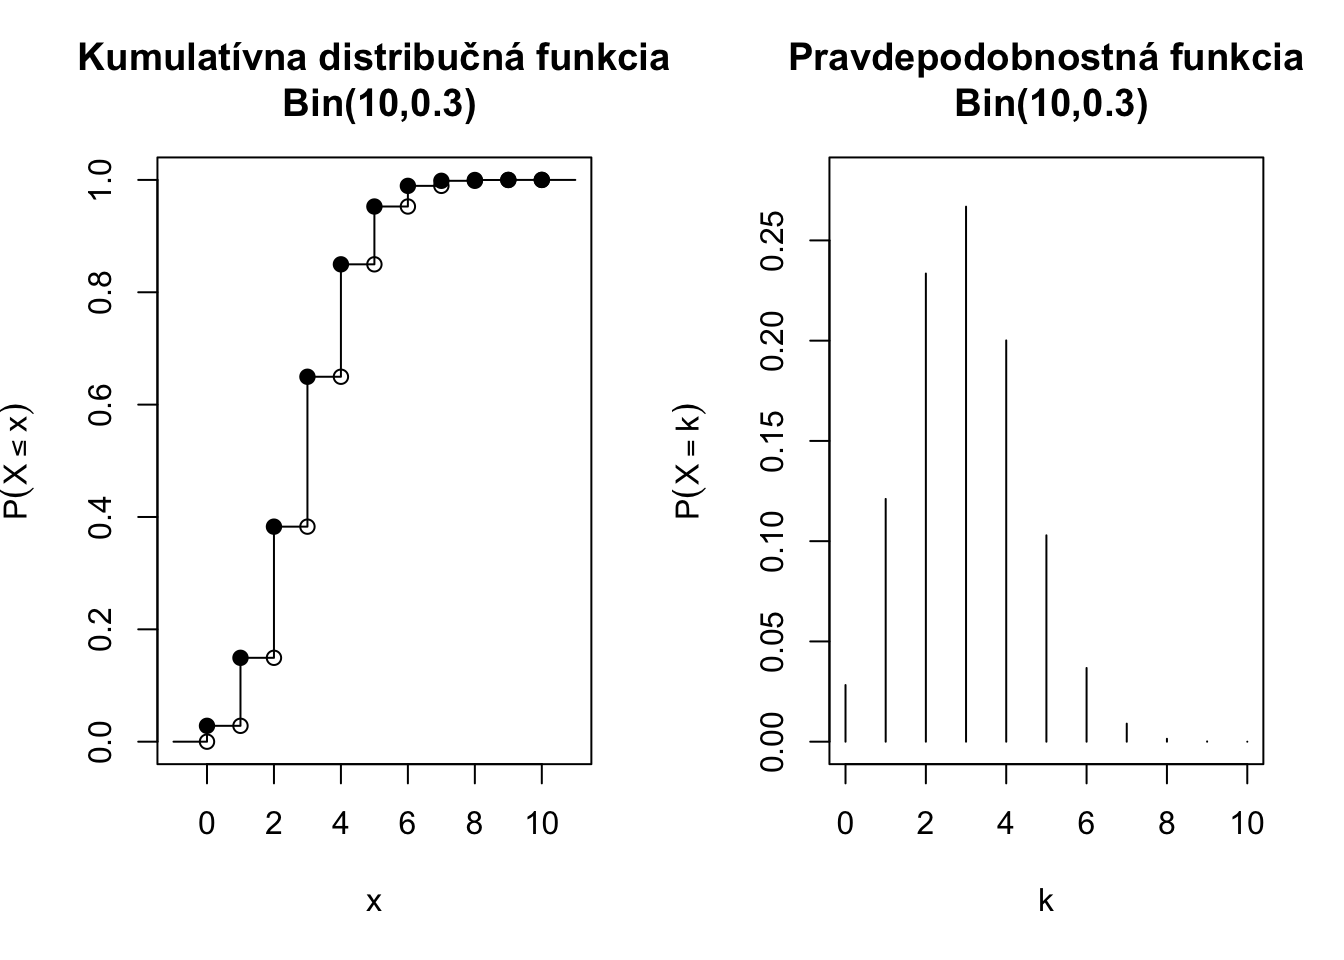 Kumulatívna distribučná funkcia
Bin(10,0.3)
P(X ≤ x)
1.0
0.8
0.6
0.4
0.2
0.0
0 2 4 6 8 10
x
Pravdepodobnostná funkcia
Bin(10,0.3)
P(X = k)
0.25
0.20
0.15
0.10
0.05
0.00
0 2 4 6 8 10
k